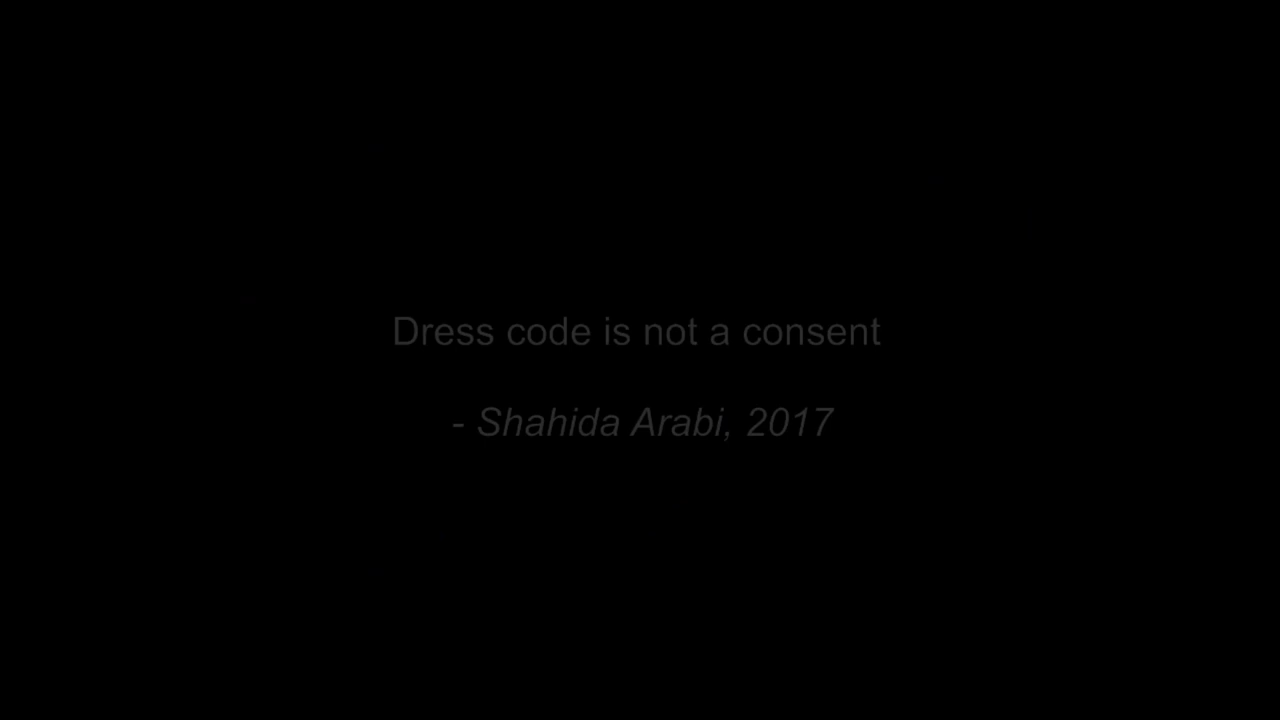 Dress code is not a consent
- Shahida Arabi, 2017